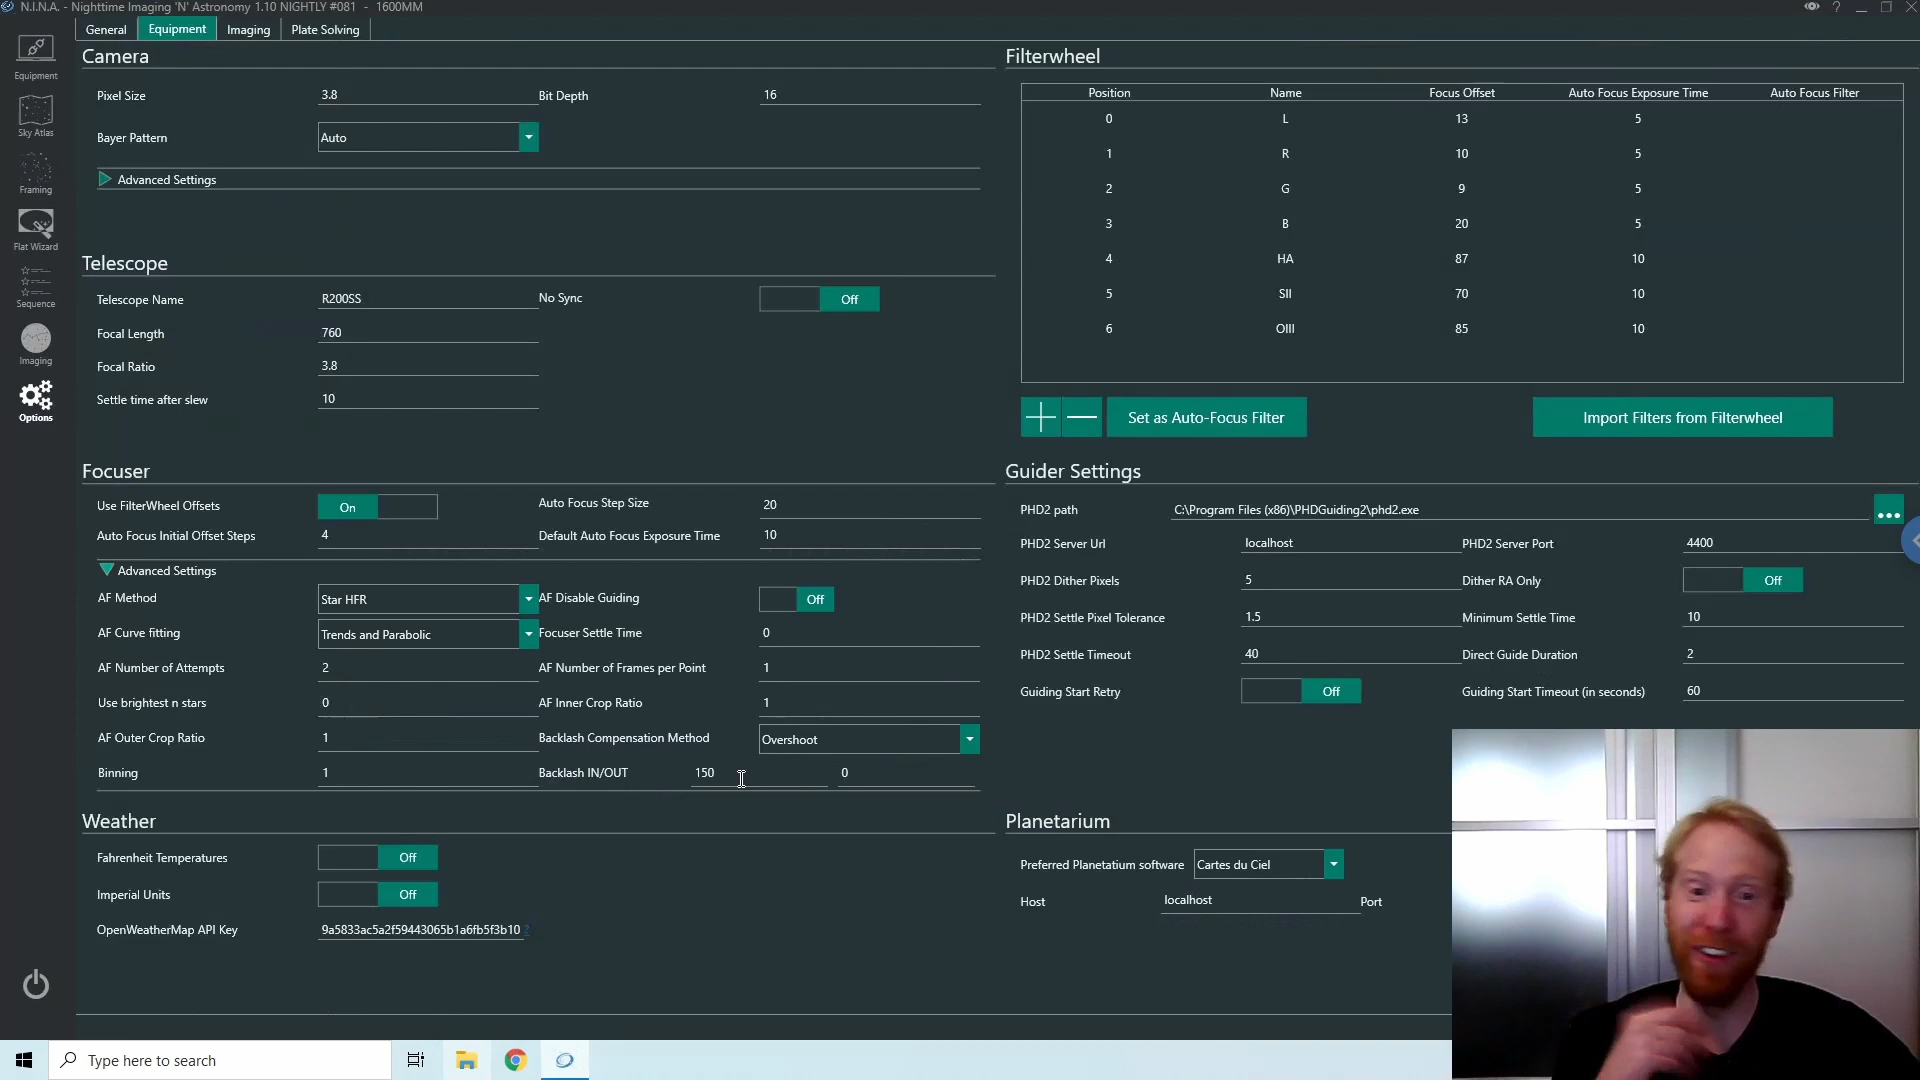 N.I.N.A. - Nighttime Imaging 'N' Astronomy 1.10 NIGHTLY #081 - 1600MM
?
General Equipment Imaging Plate Solving
Equipment
Sky Atlas
Framing
Flat Wizard
Sequence
Imaging
Options
Camera
Pixel Size 3.8 Bit Depth 16
Bayer Pattern Auto
Advanced Settings
Telescope
Telescope Name R200SS No Sync Off
Focal Length 760
Focal Ratio 3.8
Settle time after slew 10
Focuser
Use FilterWheel Offsets On Auto Focus Step Size 20
Auto Focus Initial Offset Steps 4 Default Auto Focus Exposure Time 10
Advanced Settings
AF Method Star HFR AF Disable Guiding Off
AF Curve fitting Trends and Parabolic Focuser Settle Time 0
AF Number of Attempts 2 AF Number of Frames per Point 1
Use brightest n stars 0 AF Inner Crop Ratio 1
AF Outer Crop Ratio 1 Backlash Compensation Method Overshoot
Binning 1 Backlash IN/OUT 150 0
Weather
Fahrenheit Temperatures Off
Imperial Units Off
OpenWeatherMap API Key 9a5833ac5a2f59443065b1a6fb5f3b10 ?
Filterwheel
Position Name Focus Offset Auto Focus Exposure Time Auto Focus Filter
0 L 13 5
1 R 10 5
2 G 9 5
3 B 20 5
4 HA 87 10
5 SII 70 10
6 OIII 85 10
Set as Auto-Focus Filter Import Filters from Filterwheel
Guider Settings
PHD2 path C:\Program Files (x86)\PHDGuiding2\phd2.exe ...
PHD2 Server Url localhost PHD2 Server Port 4400
PHD2 Dither Pixels 5 Dither RA Only Off
PHD2 Settle Pixel Tolerance 1.5 Minimum Settle Time 10
PHD2 Settle Timeout 40 Direct Guide Duration 2
Guiding Start Retry Off Guiding Start Timeout (in seconds) 60
Planetarium
Preferred Planetatium software Cartes du Ciel
Host localhost Port
Type here to search